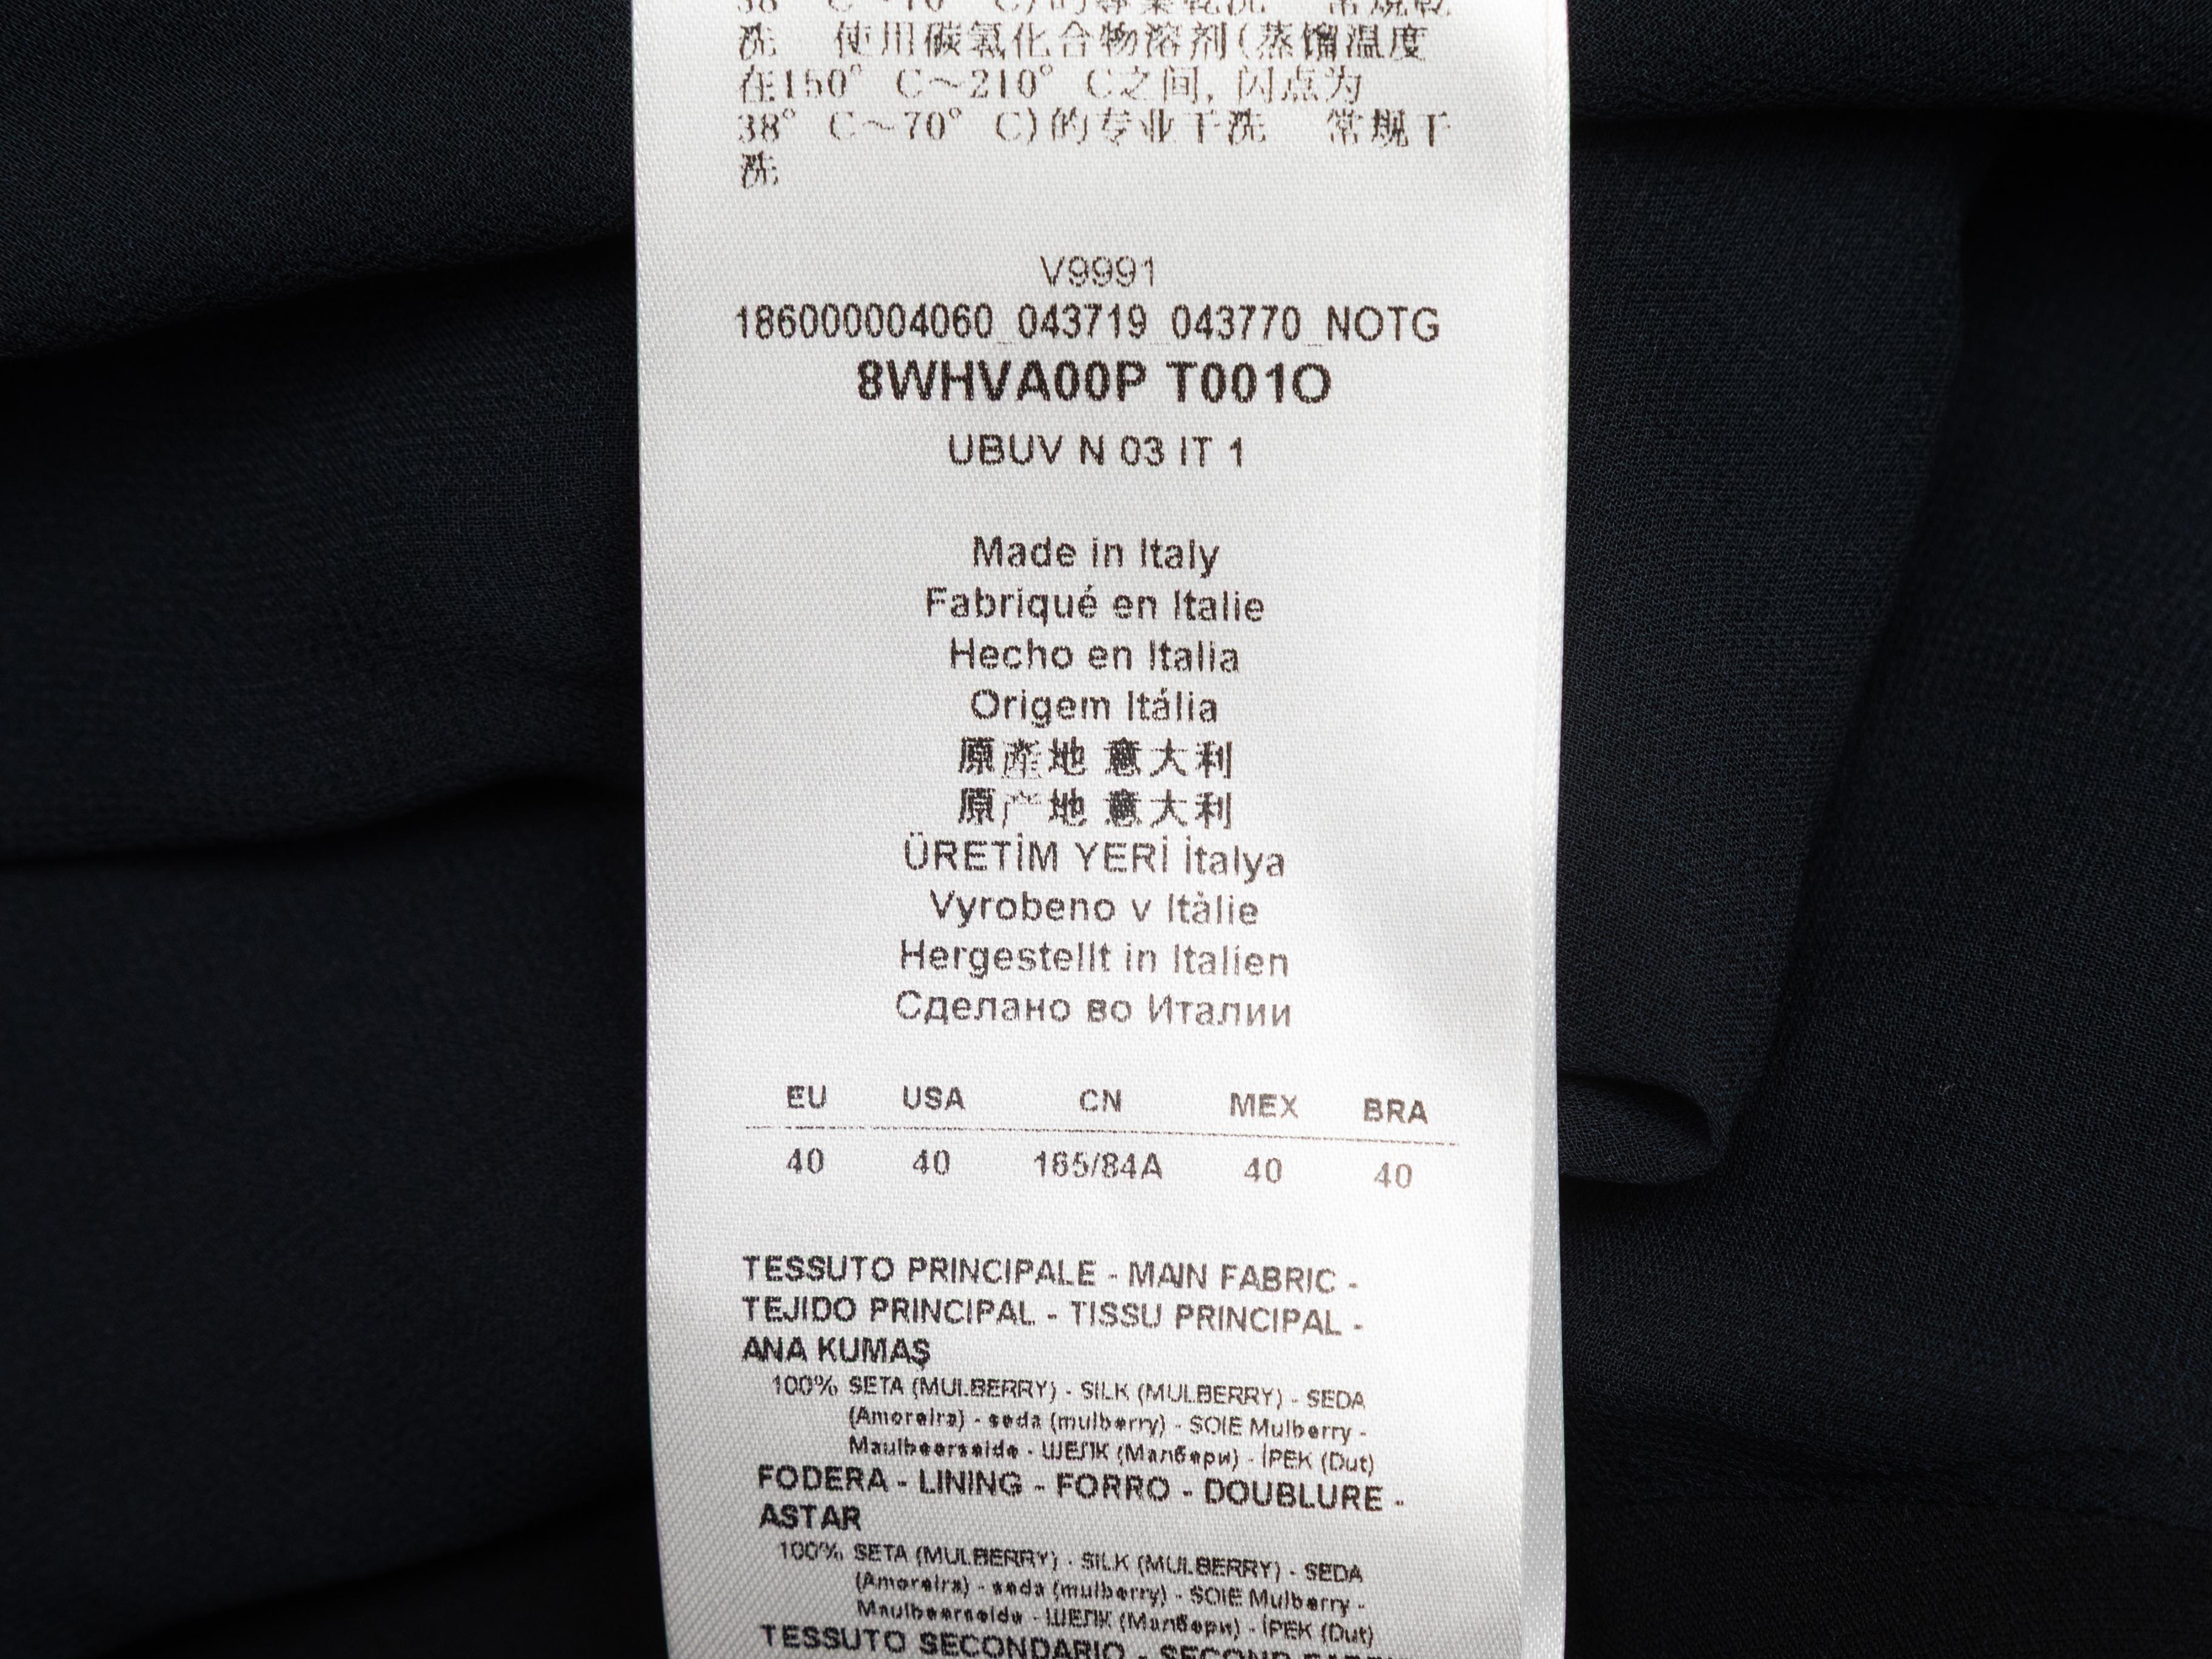 洗 使用碳氢化合物溶剂(蒸馏温度
在150° C～210° C之间, 闪点为
38° C～70° C)的专业干洗 常规干
洗
V9991
186000004060_043719_043770_NOTG
8WHVA00P T001O
UBUV N 03 IT 1
Made in Italy
Fabriqué en Italie
Hecho en Italia
Origem Itália
原產地 意大利
原产地 意大利
ÜRETİM YERİ İtalya
Vyrobeno v Itàlie
Hergestellt in Italien
Сделано во Италии
EU USA CN MEX BRA
40 40 165/84A 40 40
TESSUTO PRINCIPALE - MAIN FABRIC -
TEJIDO PRINCIPAL - TISSU PRINCIPAL -
ANA KUMAŞ
100% SETA (MULBERRY) - SILK (MULBERRY) - SEDA
(Amoreira) - seda (mulberry) - SOIE Mulberry -
Maulbeerseide - ШЕЛК (Малбери) - İPEK (Dut)
FODERA - LINING - FORRO - DOUBLURE -
ASTAR
100% SETA (MULBERRY) - SILK (MULBERRY) - SEDA
(Amoreira) - seda (mulberry) - SOIE Mulberry -
Maulbeerseide - ШЕЛК (Малбери) - İPEK (Dut)
TESSUTO SECONDARIO - SECOND